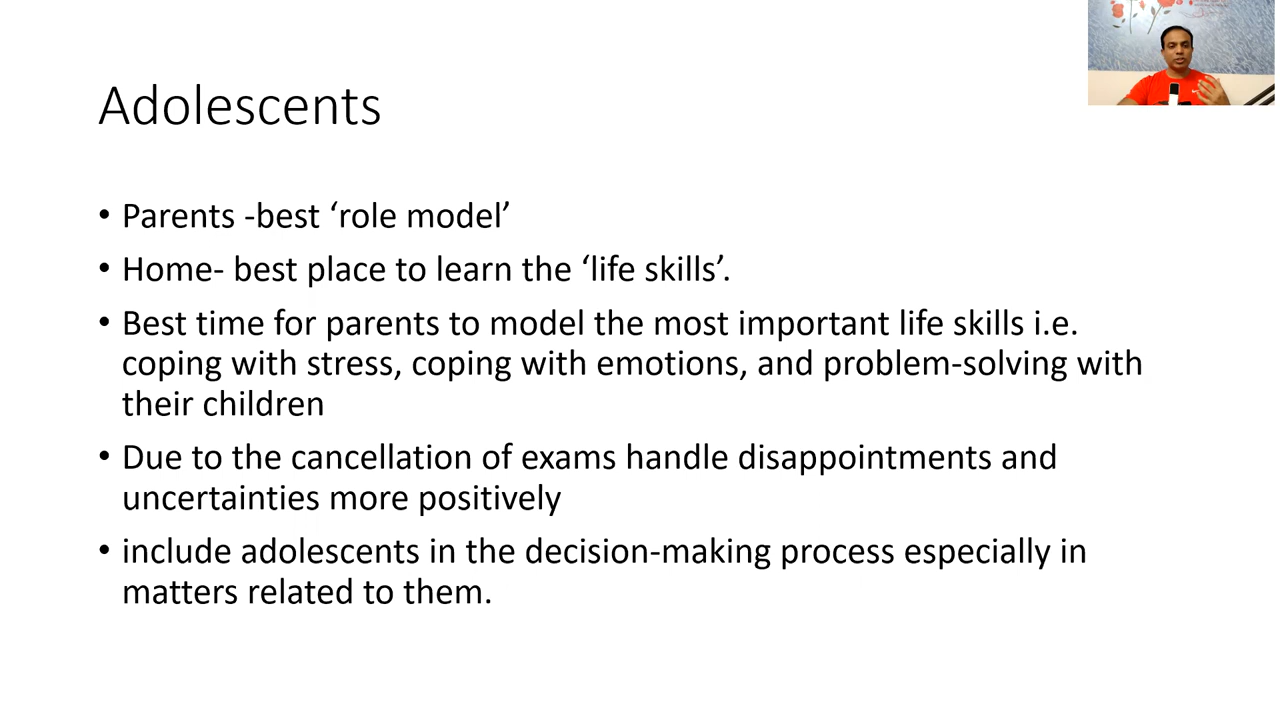 Adolescents
• Parents -best ‘role model’
• Home- best place to learn the ‘life skills’.
• Best time for parents to model the most important life skills i.e.
coping with stress, coping with emotions, and problem-solving with
their children
• Due to the cancellation of exams handle disappointments and
uncertainties more positively
• include adolescents in the decision-making process especially in
matters related to them.